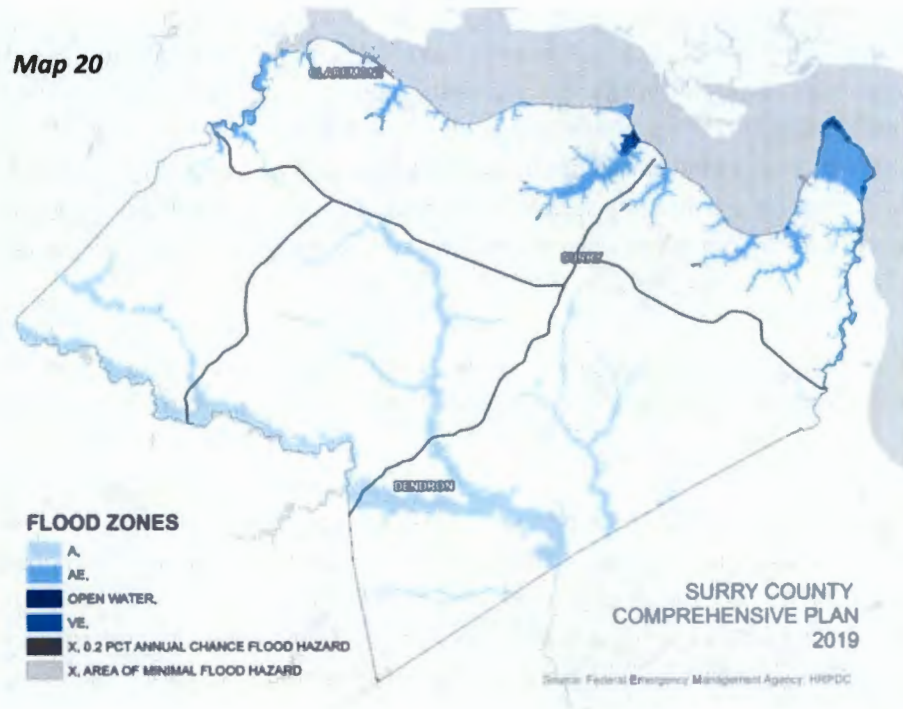 Map 20
CLAREMONT
SURRY
DENDRON
FLOOD ZONES
A,
AE,
OPEN WATER,
VE,
X, 0.2 PCT ANNUAL CHANCE FLOOD HAZARD
X, AREA OF MINIMAL FLOOD HAZARD
SURRY COUNTY
COMPREHENSIVE PLAN
2019
Source: Federal Emergency Management Agency; HRPDC